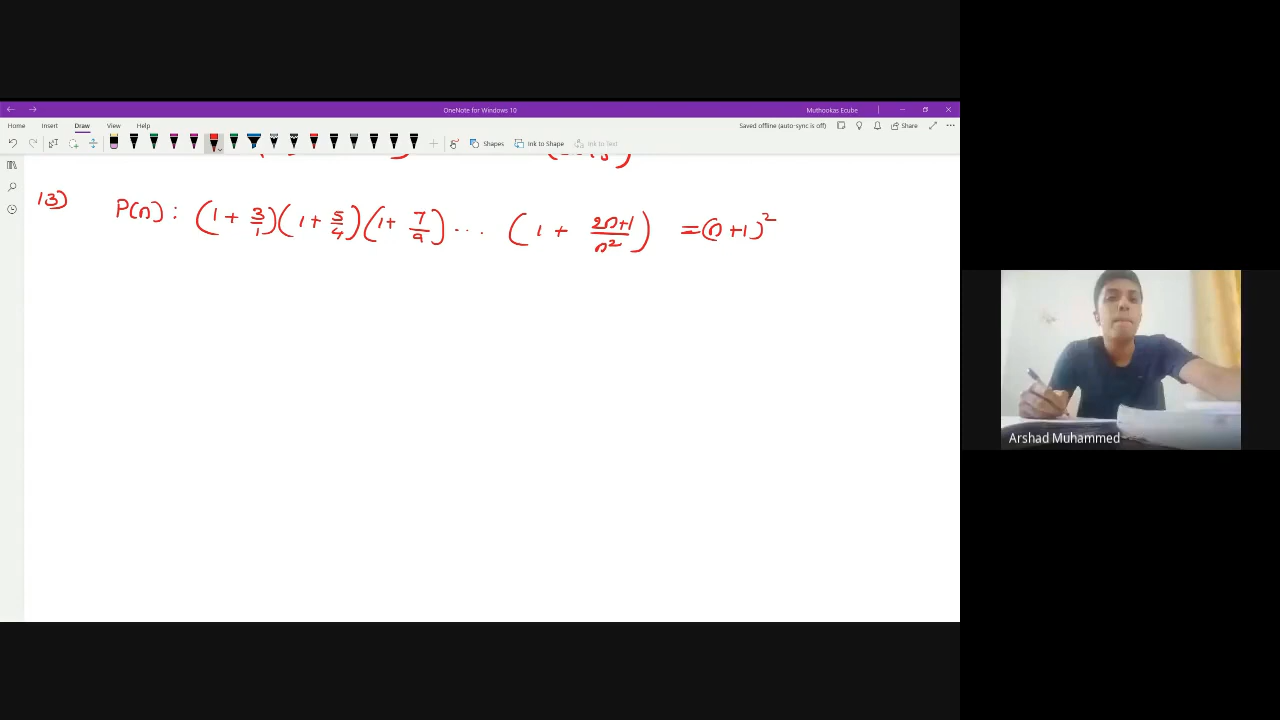 OneNote for Windows 10
Muthookas Ecube
Home Insert Draw View Help
Saved offline (auto-sync is off)
Share
Shapes
Ink to Shape
Ink to Text
13) P(n) : (1 + 3/1)(1 + 5/4)(1 + 7/9) ... (1 + 2n+1/n²) = (n+1)²
Arshad Muhammed